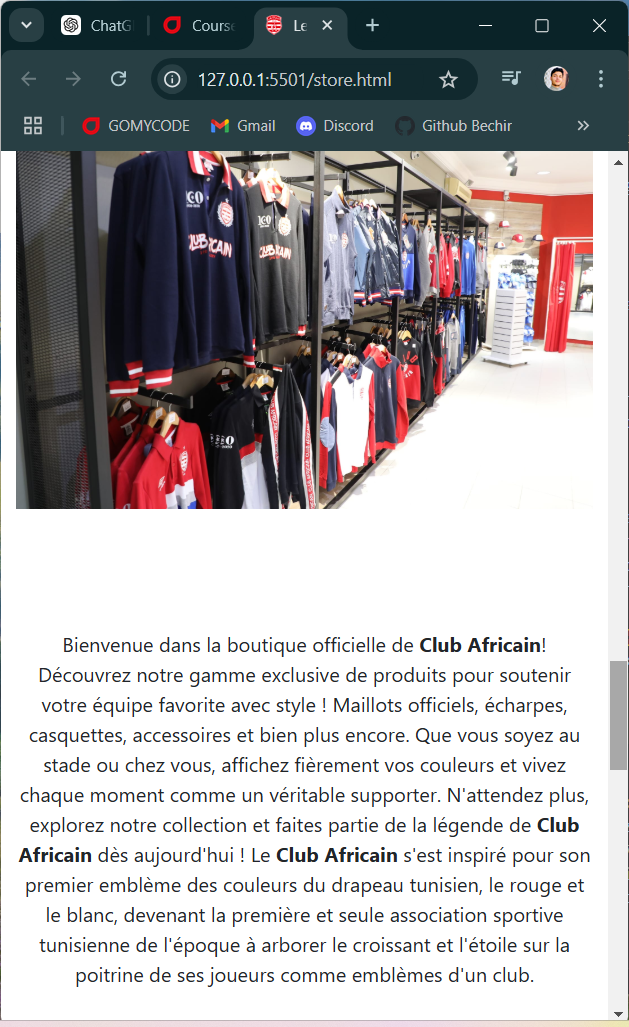 ChatG
Course
Le
127.0.0.1:5501/store.html
GOMYCODE
Gmail
Discord
Github Bechir
Bienvenue dans la boutique officielle de Club Africain!
Découvrez notre gamme exclusive de produits pour soutenir
votre équipe favorite avec style ! Maillots officiels, écharpes,
casquettes, accessoires et bien plus encore. Que vous soyez au
stade ou chez vous, affichez fièrement vos couleurs et vivez
chaque moment comme un véritable supporter. N'attendez plus,
explorez notre collection et faites partie de la légende de Club
Africain dès aujourd'hui ! Le Club Africain s'est inspiré pour son
premier emblème des couleurs du drapeau tunisien, le rouge et
le blanc, devenant la première et seule association sportive
tunisienne de l'époque à arborer le croissant et l'étoile sur la
poitrine de ses joueurs comme emblèmes d'un club.